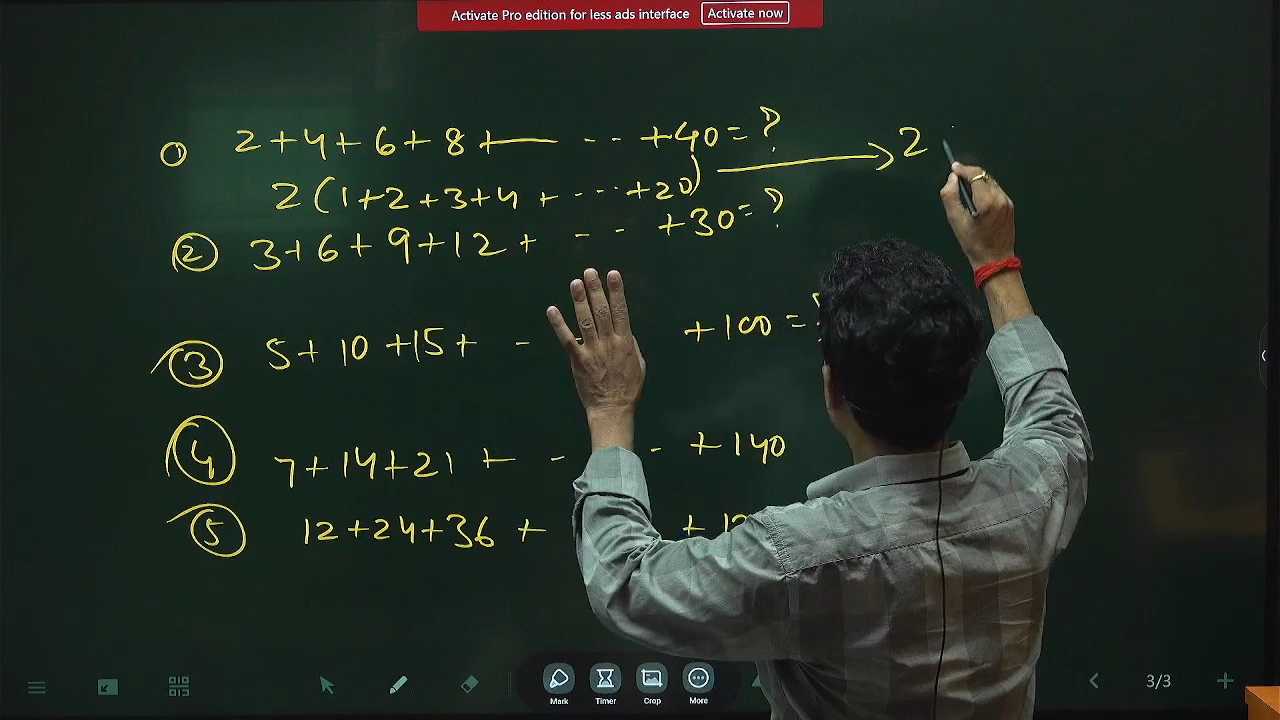 Activate Pro edition for less ads interface Activate now
① 2+4+6+8+— - -- +40=?
2(1+2+3+4+ - --- +20) → 2
② 3+6+9+12+ - - - +30=?
③ 5+10+15+ - +100=?
④ 7+14+21 + - - +140
⑤ 12+24+36 + + 12
Mark Timer Crop More
3/3